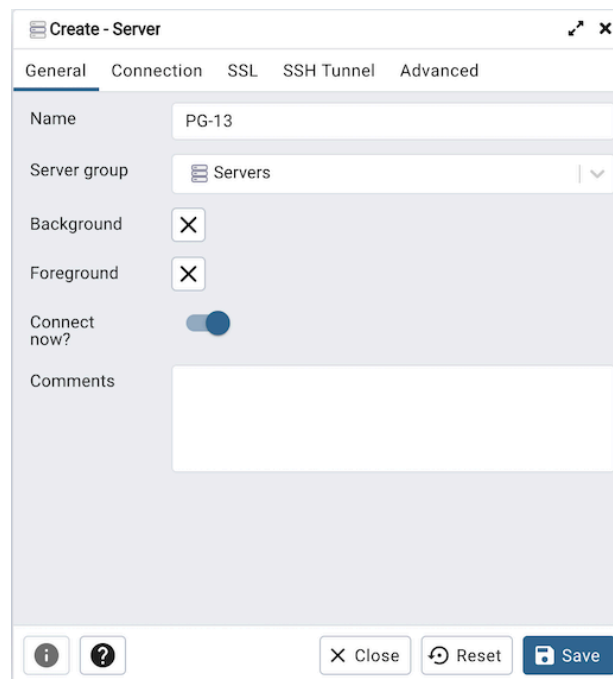 Create - Server
General Connection SSL SSH Tunnel Advanced
Name PG-13
Server group Servers
Background
Foreground
Connect
now?
Comments
Close Reset Save